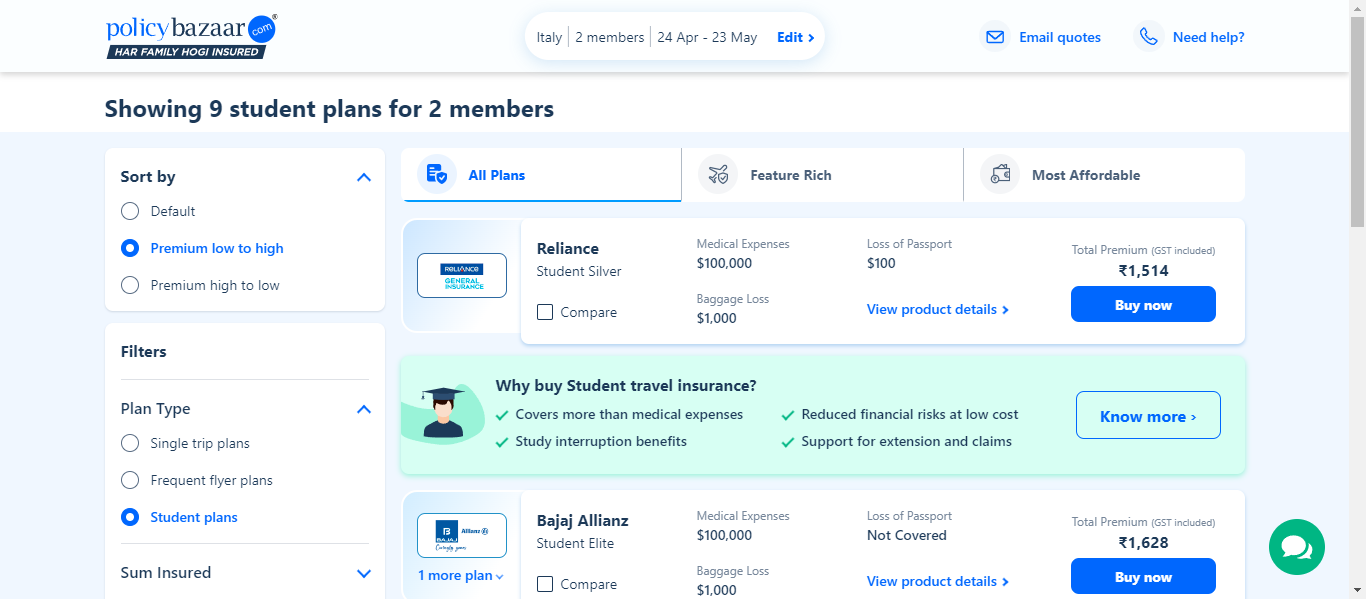 policybazaar.com
HAR FAMILY HOGI INSURED
Italy 2 members 24 Apr - 23 May Edit ›
Email quotes
Need help?
Showing 9 student plans for 2 members
Sort by
Default
Premium low to high
Premium high to low
Filters
Plan Type
Single trip plans
Frequent flyer plans
Student plans
Sum Insured
All Plans
Feature Rich
Most Affordable
RELIANCE
GENERAL
INSURANCE
Reliance
Student Silver
Compare
Medical Expenses
$100,000
Baggage Loss
$1,000
Loss of Passport
$100
View product details ›
Total Premium (GST included)
₹1,514
Buy now
Why buy Student travel insurance?
Covers more than medical expenses
Study interruption benefits
Reduced financial risks at low cost
Support for extension and claims
Know more ›
B
BAJAJ
Allianz
Caringly yours
1 more plan
Bajaj Allianz
Student Elite
Compare
Medical Expenses
$100,000
Baggage Loss
$1,000
Loss of Passport
Not Covered
View product details ›
Total Premium (GST included)
₹1,628
Buy now